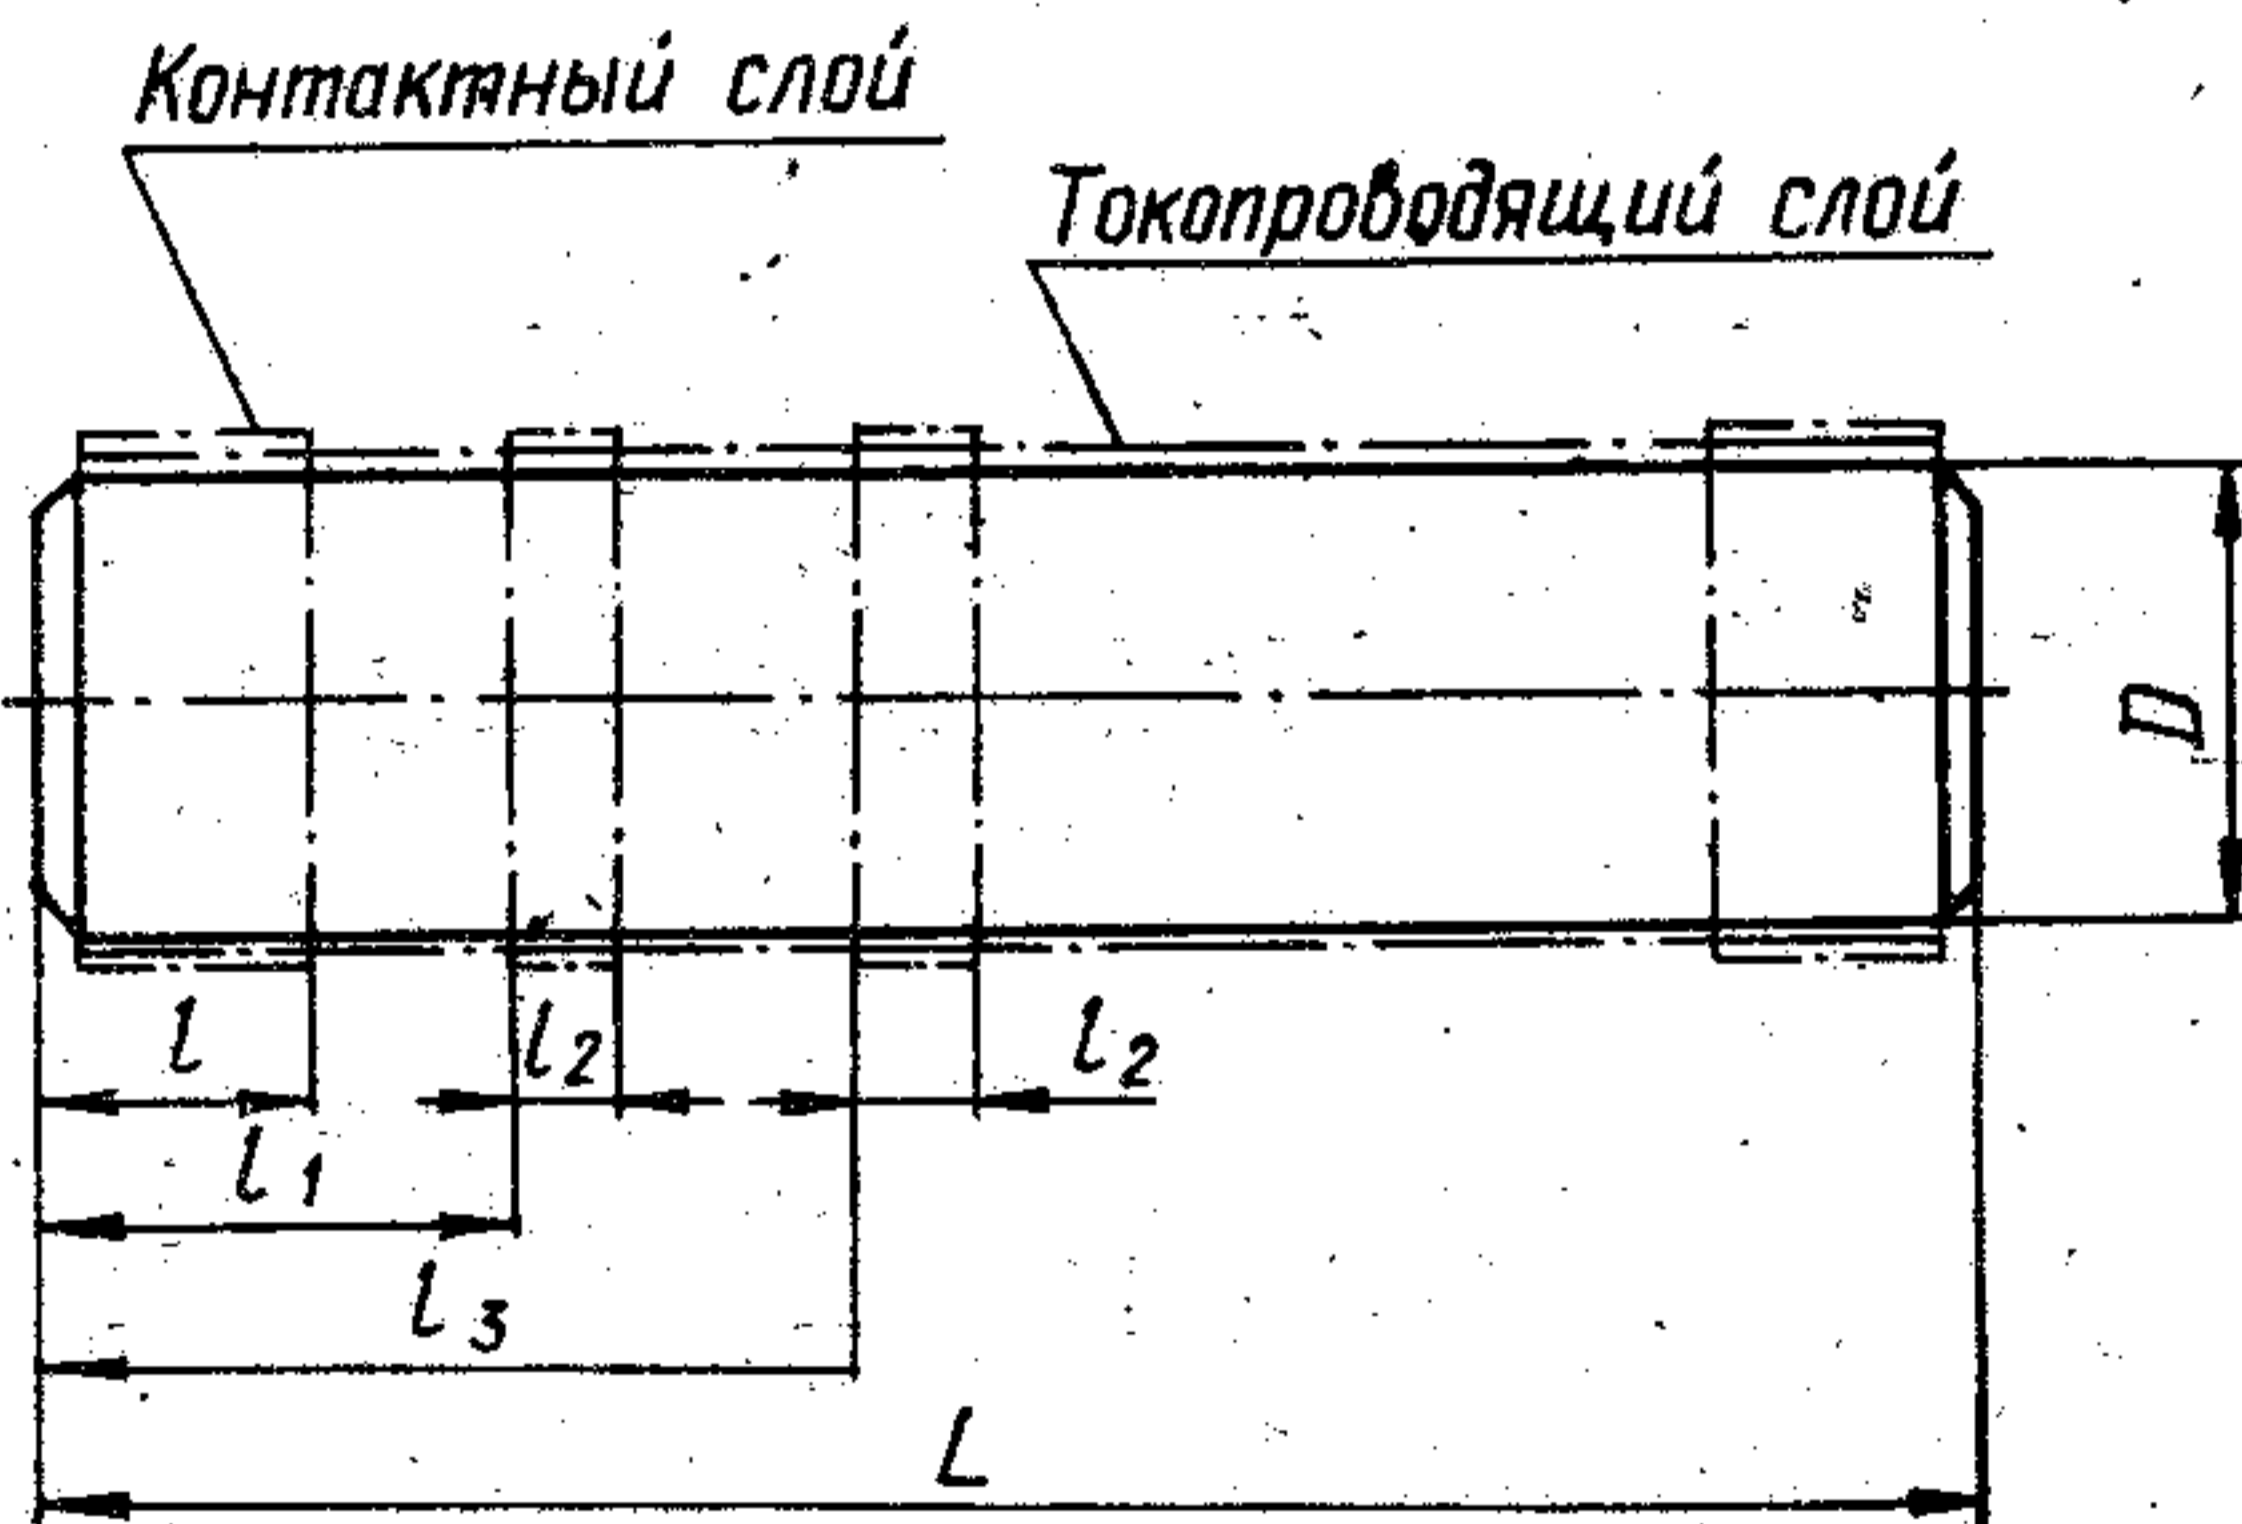 Контактный слой
Токопроводящий слой
D
l
l2
l2
l1
l3
L